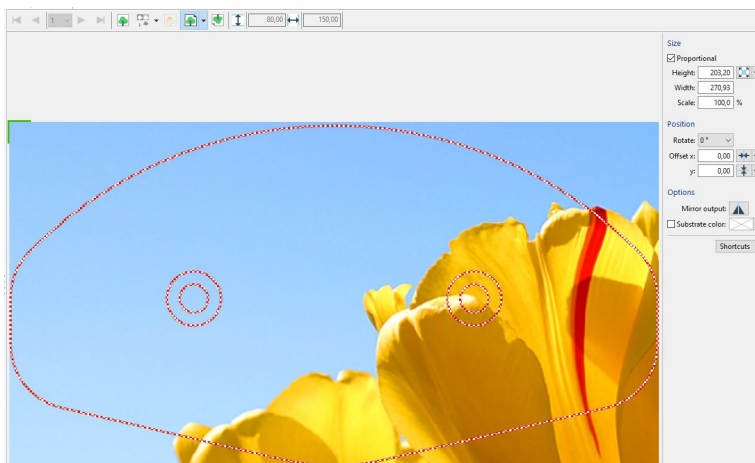 1
80,00 150,00
Size
Proportional
Height: 203,20
Width: 270,93
Scale: 100,0 %
Position
Rotate: 0 °
Offset x: 0,00
y: 0,00
Options
Mirror output:
Substrate color:
Shortcuts